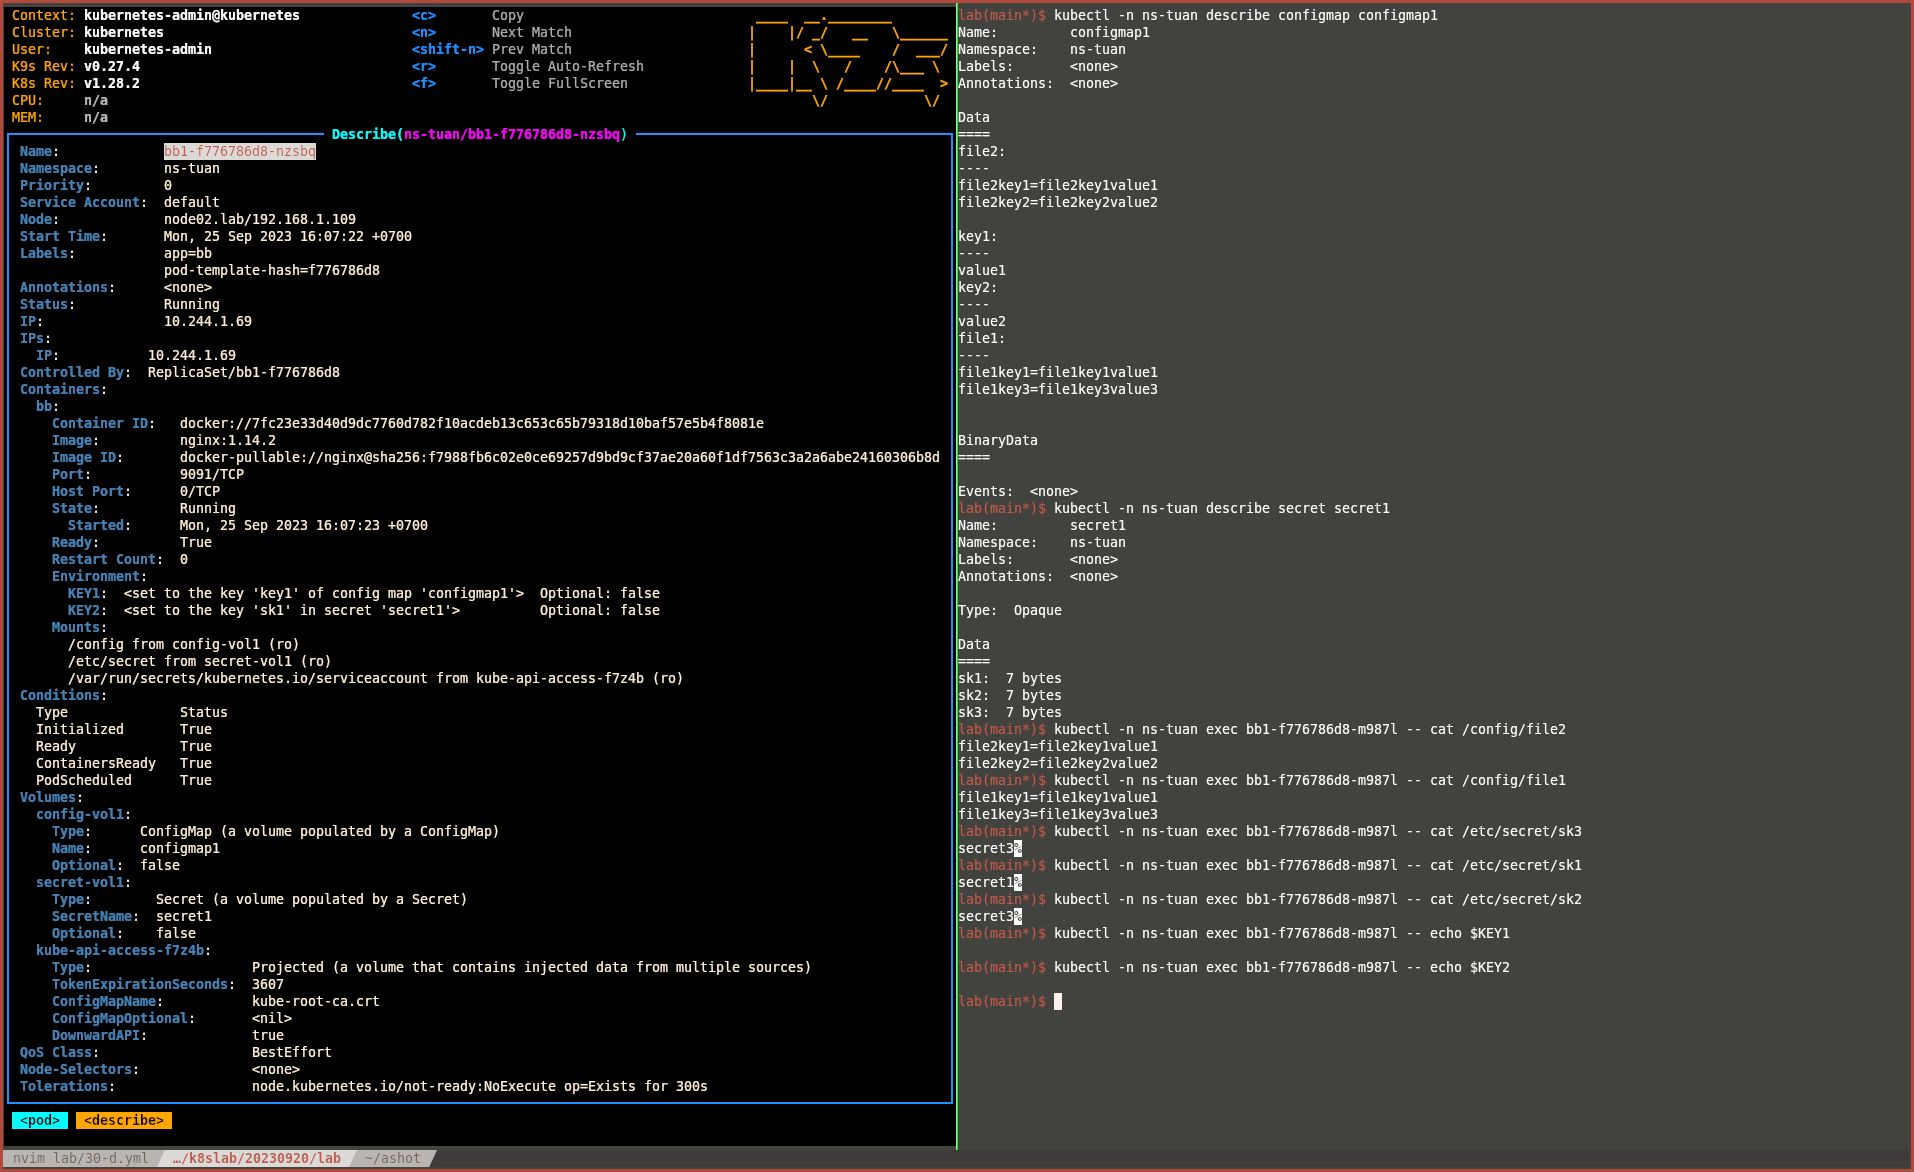 Context: kubernetes-admin@kubernetes <c> Copy
Cluster: kubernetes <n> Next Match
User: kubernetes-admin <shift-n> Prev Match
K9s Rev: v0.27.4 <r> Toggle Auto-Refresh
K8s Rev: v1.28.2 <f> Toggle FullScreen
CPU: n/a
MEM: n/a
Describe(ns-tuan/bb1-f776786d8-nzsbq)
Name: bb1-f776786d8-nzsbq
Namespace: ns-tuan
Priority: 0
Service Account: default
Node: node02.lab/192.168.1.109
Start Time: Mon, 25 Sep 2023 16:07:22 +0700
Labels: app=bb
pod-template-hash=f776786d8
Annotations: <none>
Status: Running
IP: 10.244.1.69
IPs:
IP: 10.244.1.69
Controlled By: ReplicaSet/bb1-f776786d8
Containers:
bb:
Container ID: docker://7fc23e33d40d9dc7760d782f10acdeb13c653c65b79318d10baf57e5b4f8081e
Image: nginx:1.14.2
Image ID: docker-pullable://nginx@sha256:f7988fb6c02e0ce69257d9bd9cf37ae20a60f1df7563c3a2a6abe24160306b8d
Port: 9091/TCP
Host Port: 0/TCP
State: Running
Started: Mon, 25 Sep 2023 16:07:23 +0700
Ready: True
Restart Count: 0
Environment:
KEY1: <set to the key 'key1' of config map 'configmap1'> Optional: false
KEY2: <set to the key 'sk1' in secret 'secret1'> Optional: false
Mounts:
/config from config-vol1 (ro)
/etc/secret from secret-vol1 (ro)
/var/run/secrets/kubernetes.io/serviceaccount from kube-api-access-f7z4b (ro)
Conditions:
Type Status
Initialized True
Ready True
ContainersReady True
PodScheduled True
Volumes:
config-vol1:
Type: ConfigMap (a volume populated by a ConfigMap)
Name: configmap1
Optional: false
secret-vol1:
Type: Secret (a volume populated by a Secret)
SecretName: secret1
Optional: false
kube-api-access-f7z4b:
Type: Projected (a volume that contains injected data from multiple sources)
TokenExpirationSeconds: 3607
ConfigMapName: kube-root-ca.crt
ConfigMapOptional: <nil>
DownwardAPI: true
QoS Class: BestEffort
Node-Selectors: <none>
Tolerations: node.kubernetes.io/not-ready:NoExecute op=Exists for 300s
<pod> <describe>
lab(main*)$ kubectl -n ns-tuan describe configmap configmap1
Name: configmap1
Namespace: ns-tuan
Labels: <none>
Annotations: <none>
Data
====
file2:
----
file2key1=file2key1value1
file2key2=file2key2value2
key1:
----
value1
key2:
----
value2
file1:
----
file1key1=file1key1value1
file1key3=file1key3value3
BinaryData
====
Events: <none>
lab(main*)$ kubectl -n ns-tuan describe secret secret1
Name: secret1
Namespace: ns-tuan
Labels: <none>
Annotations: <none>
Type: Opaque
Data
====
sk1: 7 bytes
sk2: 7 bytes
sk3: 7 bytes
lab(main*)$ kubectl -n ns-tuan exec bb1-f776786d8-m987l -- cat /config/file2
file2key1=file2key1value1
file2key2=file2key2value2
lab(main*)$ kubectl -n ns-tuan exec bb1-f776786d8-m987l -- cat /config/file1
file1key1=file1key1value1
file1key3=file1key3value3
lab(main*)$ kubectl -n ns-tuan exec bb1-f776786d8-m987l -- cat /etc/secret/sk3
secret3%
lab(main*)$ kubectl -n ns-tuan exec bb1-f776786d8-m987l -- cat /etc/secret/sk1
secret1%
lab(main*)$ kubectl -n ns-tuan exec bb1-f776786d8-m987l -- cat /etc/secret/sk2
secret3%
lab(main*)$ kubectl -n ns-tuan exec bb1-f776786d8-m987l -- echo $KEY1
lab(main*)$ kubectl -n ns-tuan exec bb1-f776786d8-m987l -- echo $KEY2
lab(main*)$
nvim lab/30-d.yml …/k8slab/20230920/lab ~/ashot